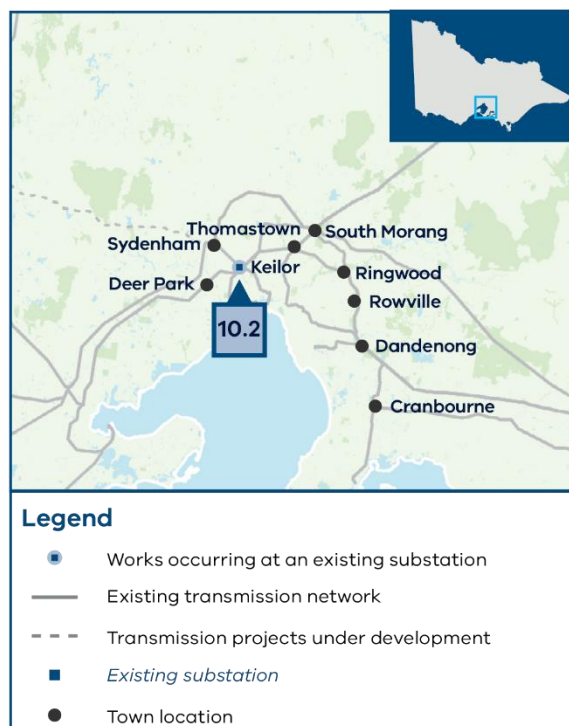 Thomastown
South Morang
Sydenham
Keilor
Ringwood
Deer Park
Rowville
10.2
Dandenong
Cranbourne
Legend
Works occurring at an existing substation
Existing transmission network
Transmission projects under development
Existing substation
Town location